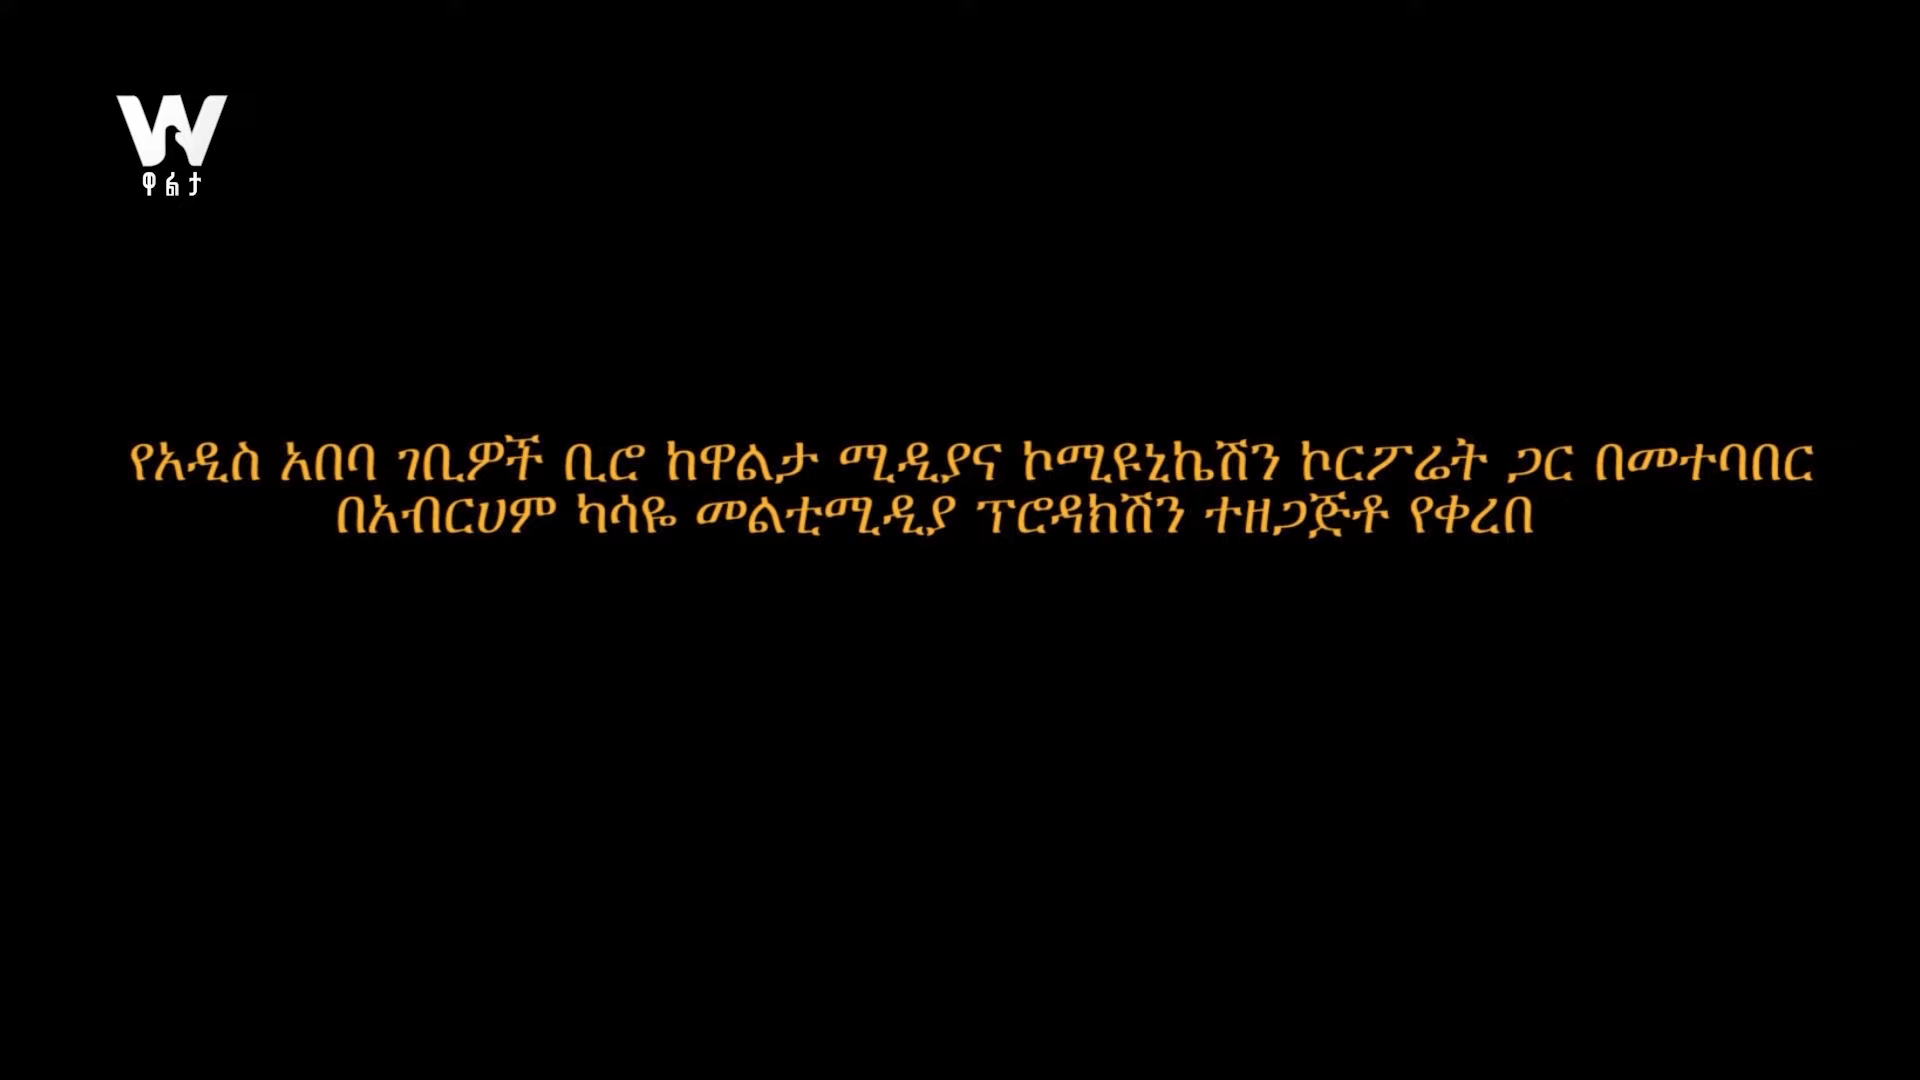 ዋልታ
የአዲስ አበባ ገቢዎች ቢሮ ከዋልታ ሚዲያና ኮሚዩኒኬሽን ኮርፖሬት ጋር በመተባበር
በአብርሀም ካሳዬ መልቲሚዲያ ፕሮዳክሽን ተዘጋጅቶ የቀረበ